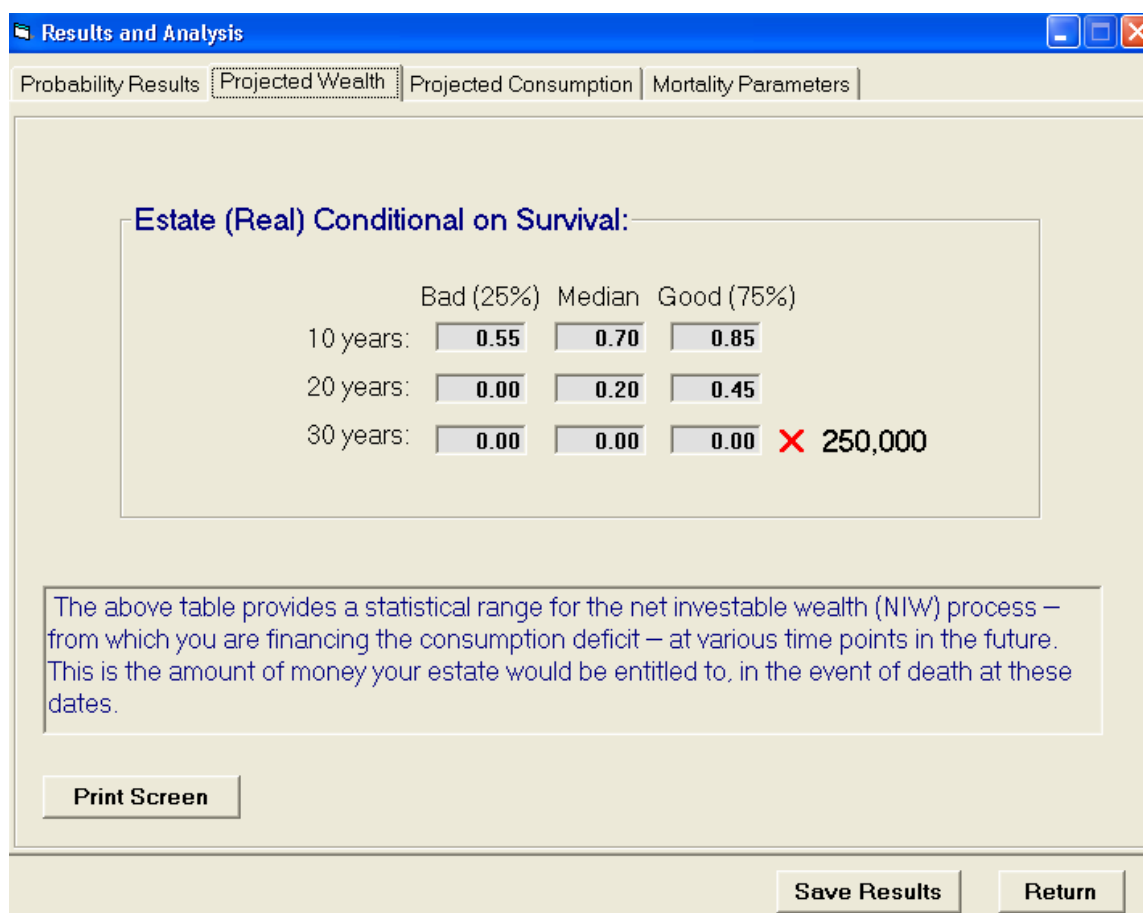 Results and Analysis
Probability Results Projected Wealth Projected Consumption Mortality Parameters
Estate (Real) Conditional on Survival:
Bad (25%) Median Good (75%)
10 years: 0.55 0.70 0.85
20 years: 0.00 0.20 0.45
30 years: 0.00 0.00 0.00 × 250,000
The above table provides a statistical range for the net investable wealth (NIW) process –
from which you are financing the consumption deficit – at various time points in the future.
This is the amount of money your estate would be entitled to, in the event of death at these
dates.
Print Screen
Save Results Return